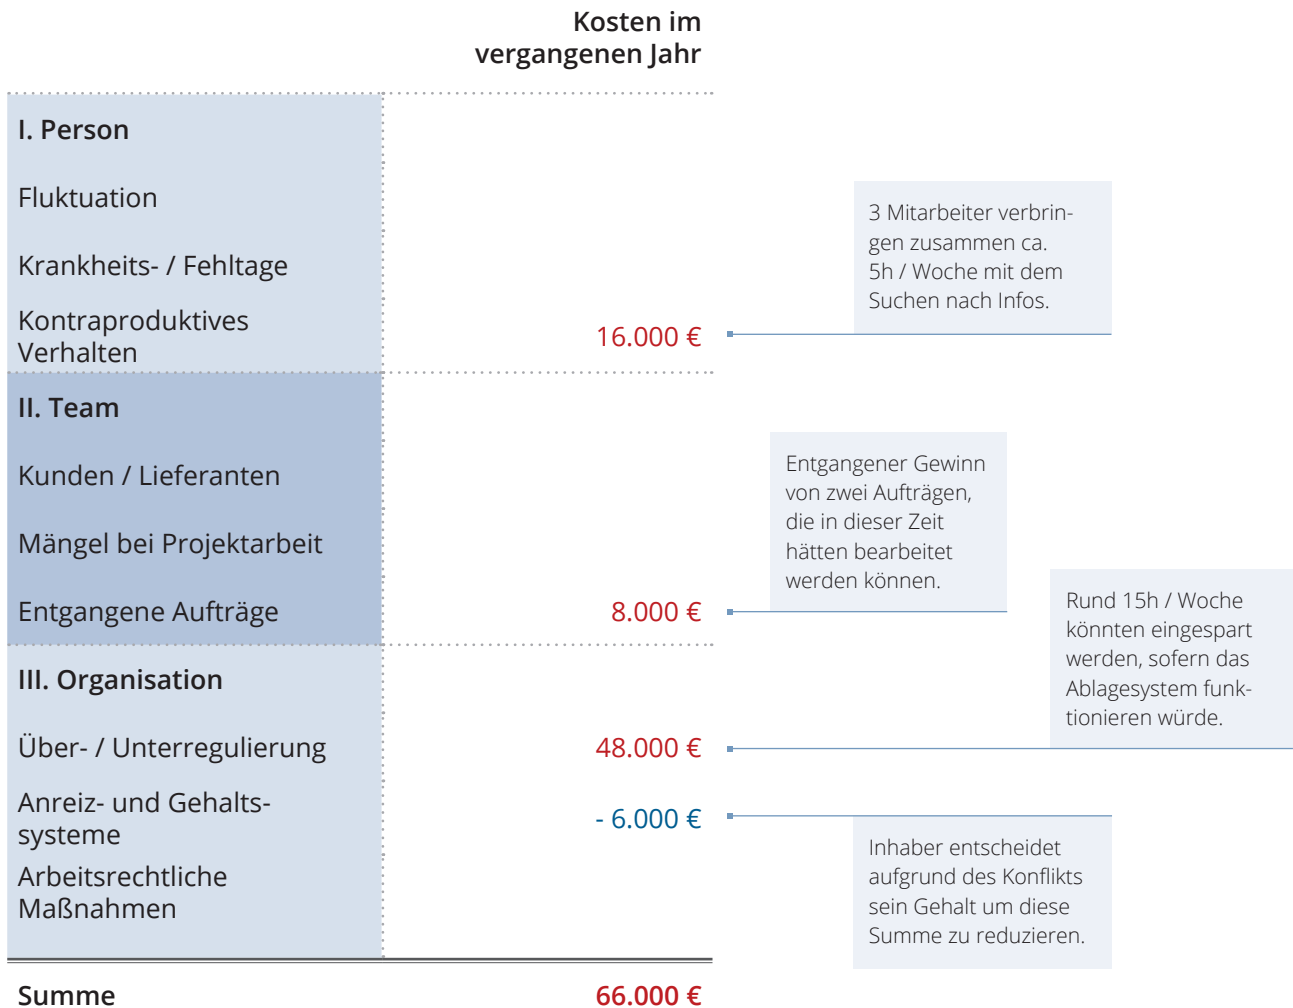 Kosten im
vergangenen Jahr
I. Person
Fluktuation
Krankheits- / Fehltage
Kontraproduktives
Verhalten
16.000 €
3 Mitarbeiter verbrin-
gen zusammen ca.
5h / Woche mit dem
Suchen nach Infos.
II. Team
Kunden / Lieferanten
Mängel bei Projektarbeit
Entgangene Aufträge
8.000 €
Entgangener Gewinn
von zwei Aufträgen,
die in dieser Zeit
hätten bearbeitet
werden können.
III. Organisation
Über- / Unterregulierung
48.000 €
Rund 15h / Woche
könnten eingespart
werden, sofern das
Ablagesystem funk-
tionieren würde.
Anreiz- und Gehalts-
systeme
- 6.000 €
Inhaber entscheidet
aufgrund des Konflikts
sein Gehalt um diese
Summe zu reduzieren.
Arbeitsrechtliche
Maßnahmen
Summe
66.000 €